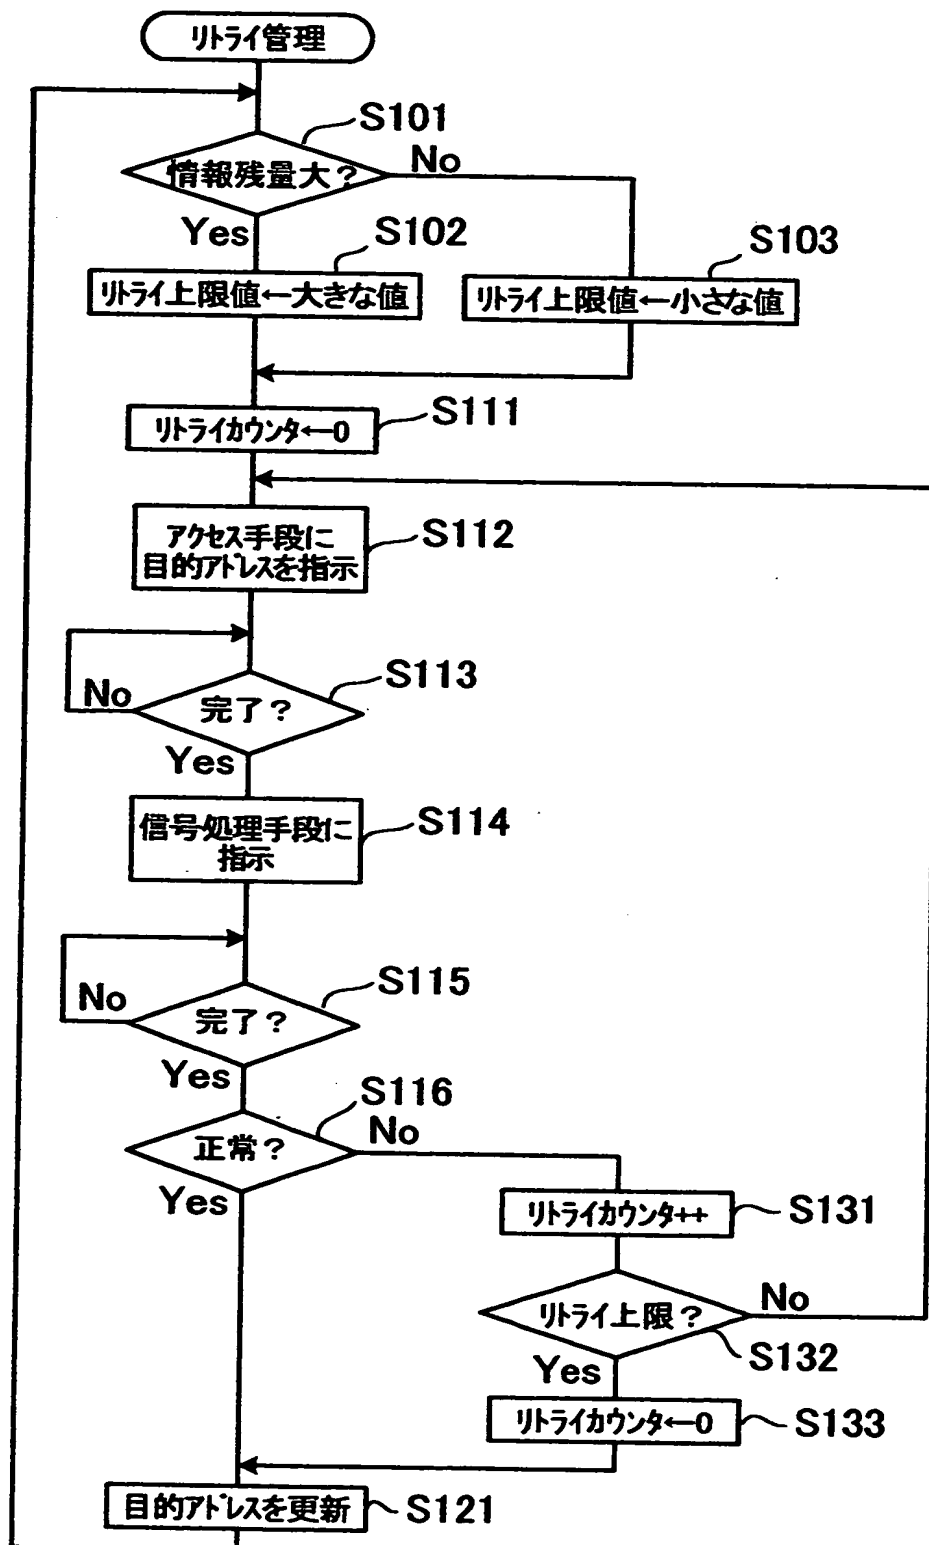 リトライ管理
S101
情報残量大?
No
Yes
S102
S103
リトライ上限値←大きな値
リトライ上限値←小さな値
S111
リトライカウンタ←0
S112
アクセス手段に
目的アドレスを指示
S113
No
完了?
Yes
S114
信号処理手段に
指示
S115
No
完了?
Yes
S116
No
正常?
Yes
リトライカウンタ++
S131
リトライ上限?
No
S132
Yes
リトライカウンタ←0
S133
目的アドレスを更新
S121